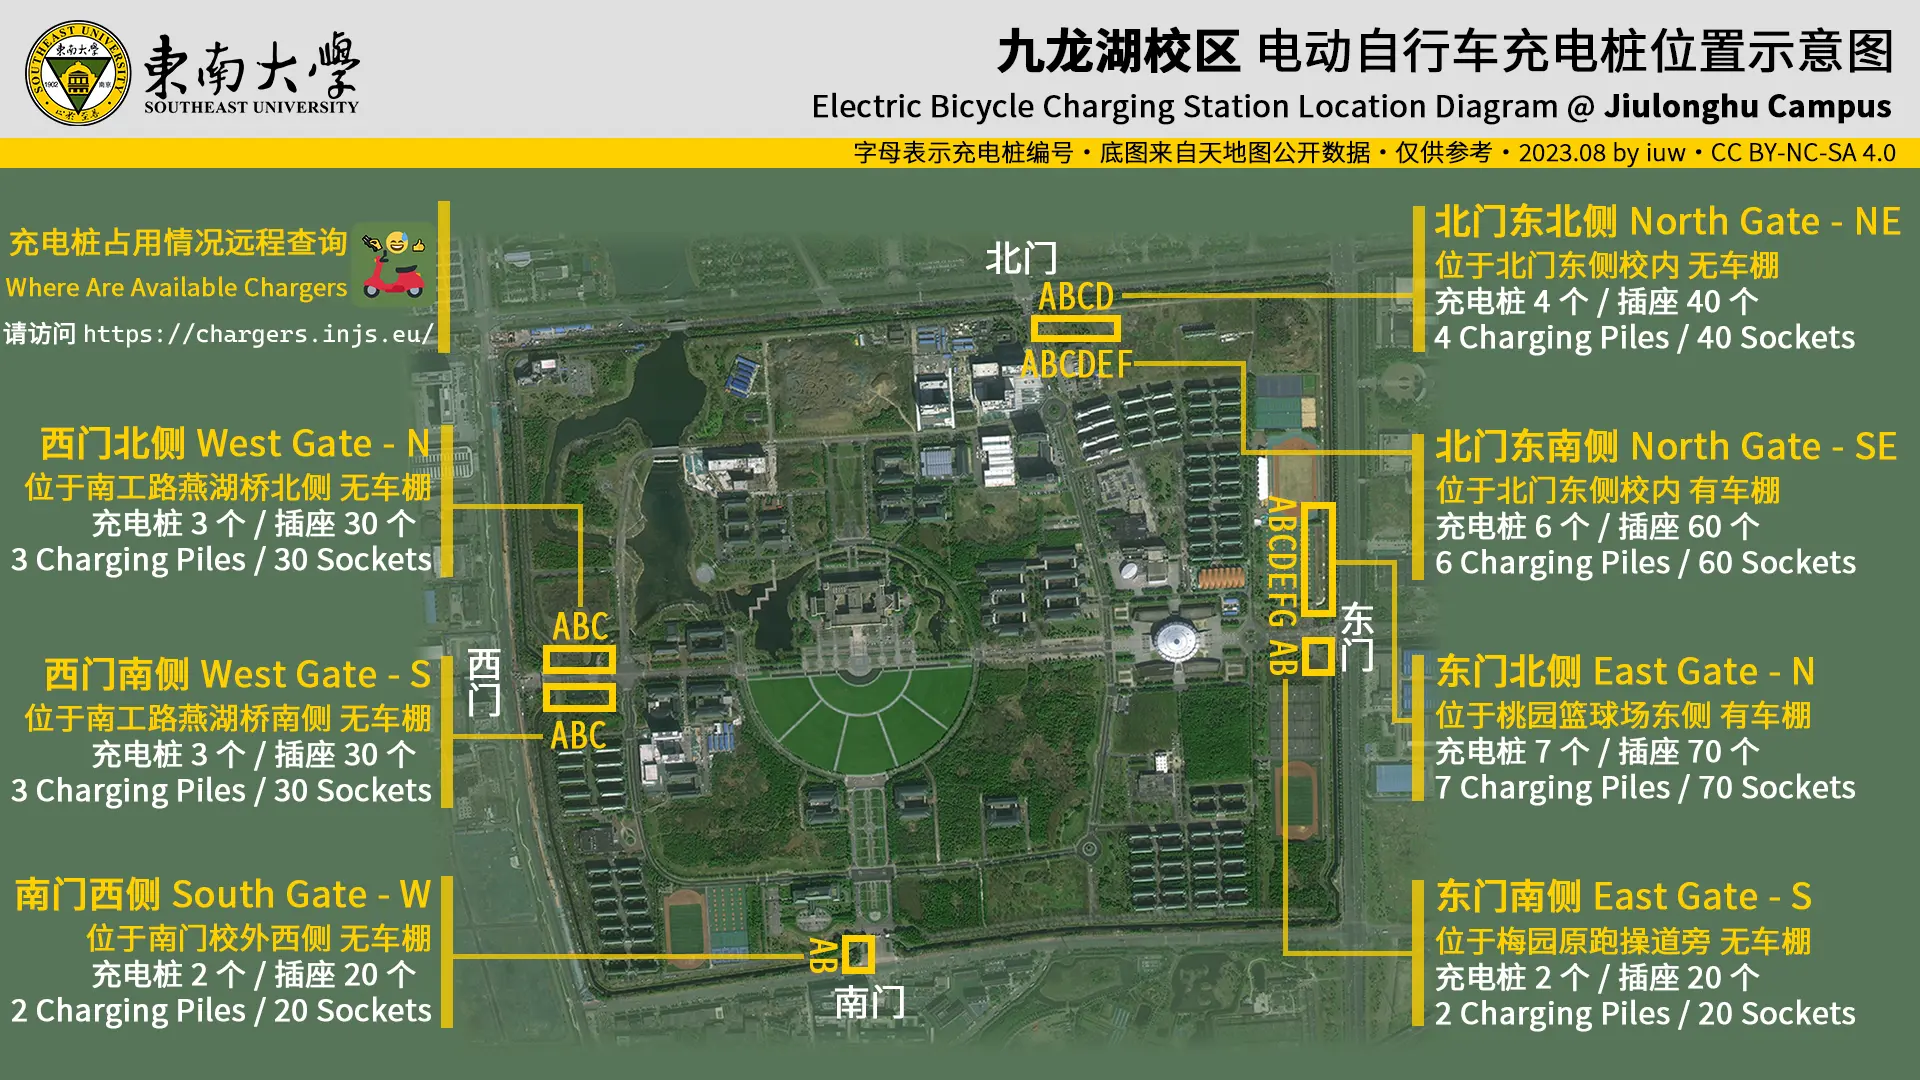 東南大學
SOUTHEAST UNIVERSITY
SOUTHEAST UNIVERSITY
東南大學
1902
南京
九龙湖校区 电动自行车充电桩位置示意图
Electric Bicycle Charging Station Location Diagram @ Jiulonghu Campus
字母表示充电桩编号・底图来自天地图公开数据・仅供参考・2023.08 by iuw・CC BY-NC-SA 4.0
充电桩占用情况远程查询
Where Are Available Chargers
请访问 https://chargers.injs.eu/
西门北侧 West Gate - N
位于南工路燕湖桥北侧 无车棚
充电桩 3 个 / 插座 30 个
3 Charging Piles / 30 Sockets
西门南侧 West Gate - S
位于南工路燕湖桥南侧 无车棚
充电桩 3 个 / 插座 30 个
3 Charging Piles / 30 Sockets
南门西侧 South Gate - W
位于南门校外西侧 无车棚
充电桩 2 个 / 插座 20 个
2 Charging Piles / 20 Sockets
北门
ABCD
ABCDEF
ABC
西门
ABC
ABCDEFG
AB
东门
AB
南门
北门东北侧 North Gate - NE
位于北门东侧校内 无车棚
充电桩 4 个 / 插座 40 个
4 Charging Piles / 40 Sockets
北门东南侧 North Gate - SE
位于北门东侧校内 有车棚
充电桩 6 个 / 插座 60 个
6 Charging Piles / 60 Sockets
东门北侧 East Gate - N
位于桃园篮球场东侧 有车棚
充电桩 7 个 / 插座 70 个
7 Charging Piles / 70 Sockets
东门南侧 East Gate - S
位于梅园原跑操道旁 无车棚
充电桩 2 个 / 插座 20 个
2 Charging Piles / 20 Sockets